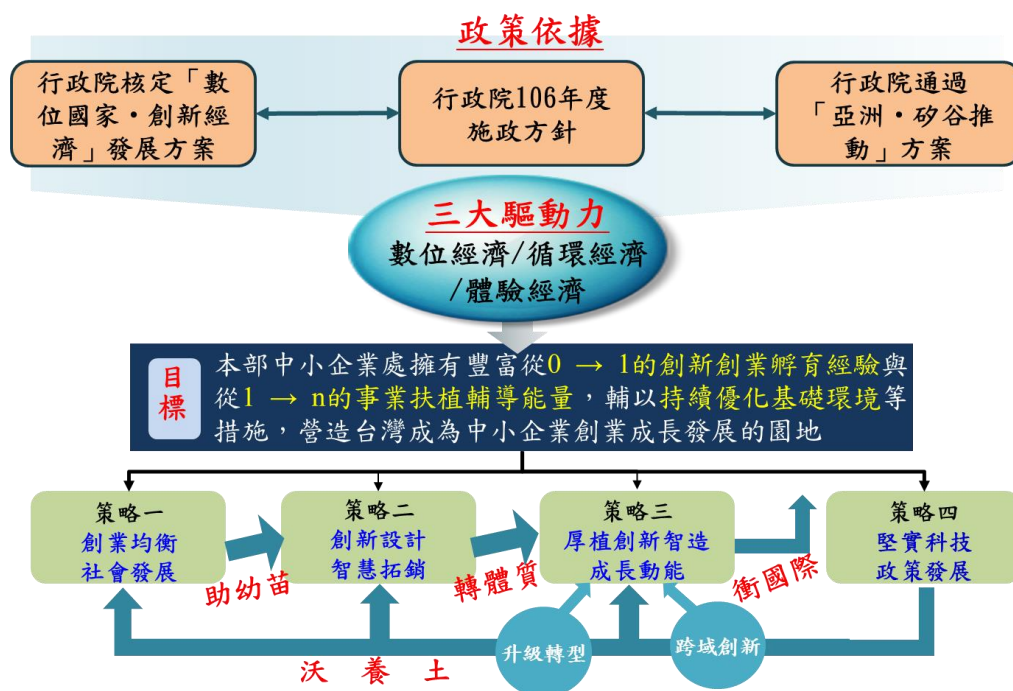 政策依據
行政院核定「數
位國家・創新經
濟」發展方案
行政院106年度
施政方針
行政院通過
「亞洲・矽谷推
動」方案
三大驅動力
數位經濟/循環經濟
/體驗經濟
目
標
本部中小企業處擁有豐富從0 → 1的創新創業孵育經驗與
從1 → n的事業扶植輔導能量，輔以持續優化基礎環境等
措施，營造台灣成為中小企業創業成長發展的園地
策略一
創業均衡
社會發展
策略二
創新設計
智慧拓銷
策略三
厚植創新智造
成長動能
策略四
堅實科技
政策發展
助幼苗
轉體質
衝國際
升級轉型
跨域創新
沃 養 土